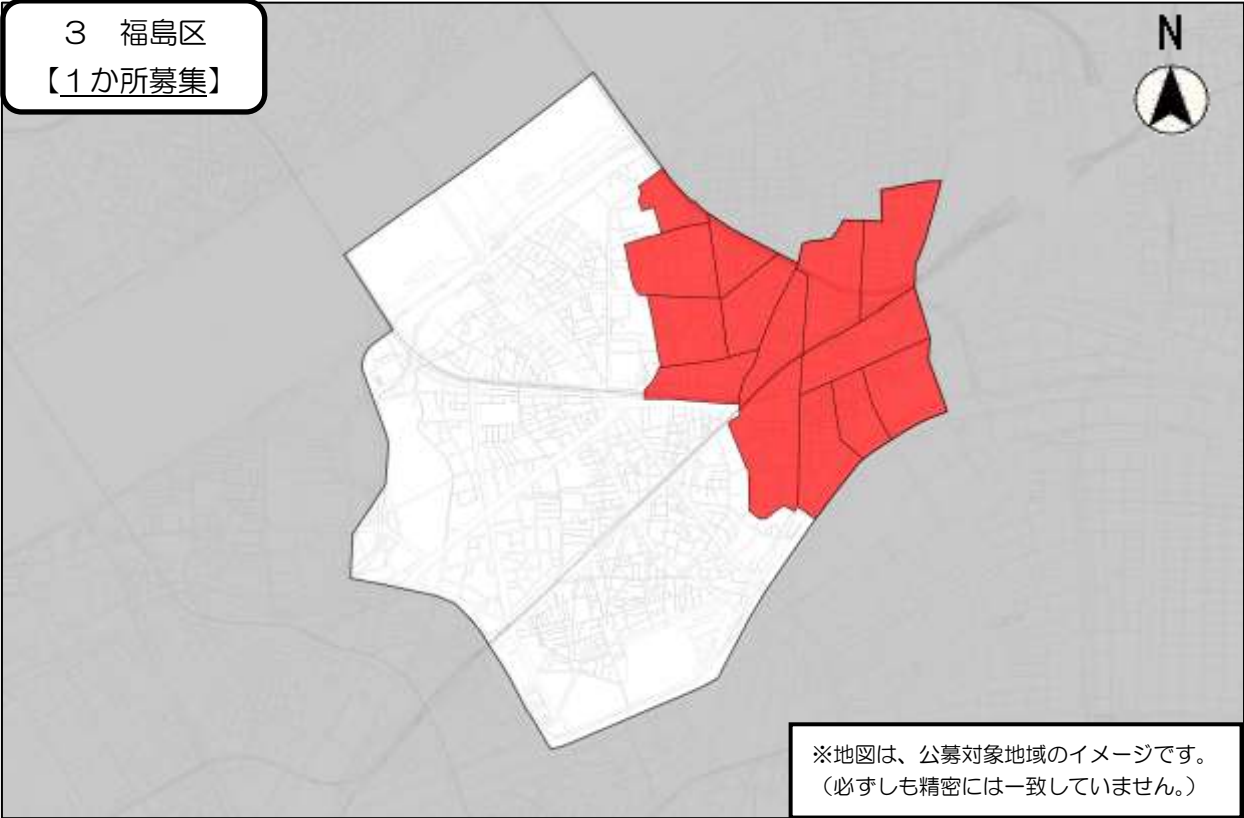 ３　福島区
【１か所募集】
N
※地図は、公募対象地域のイメージです。
（必ずしも精密には一致していません。）